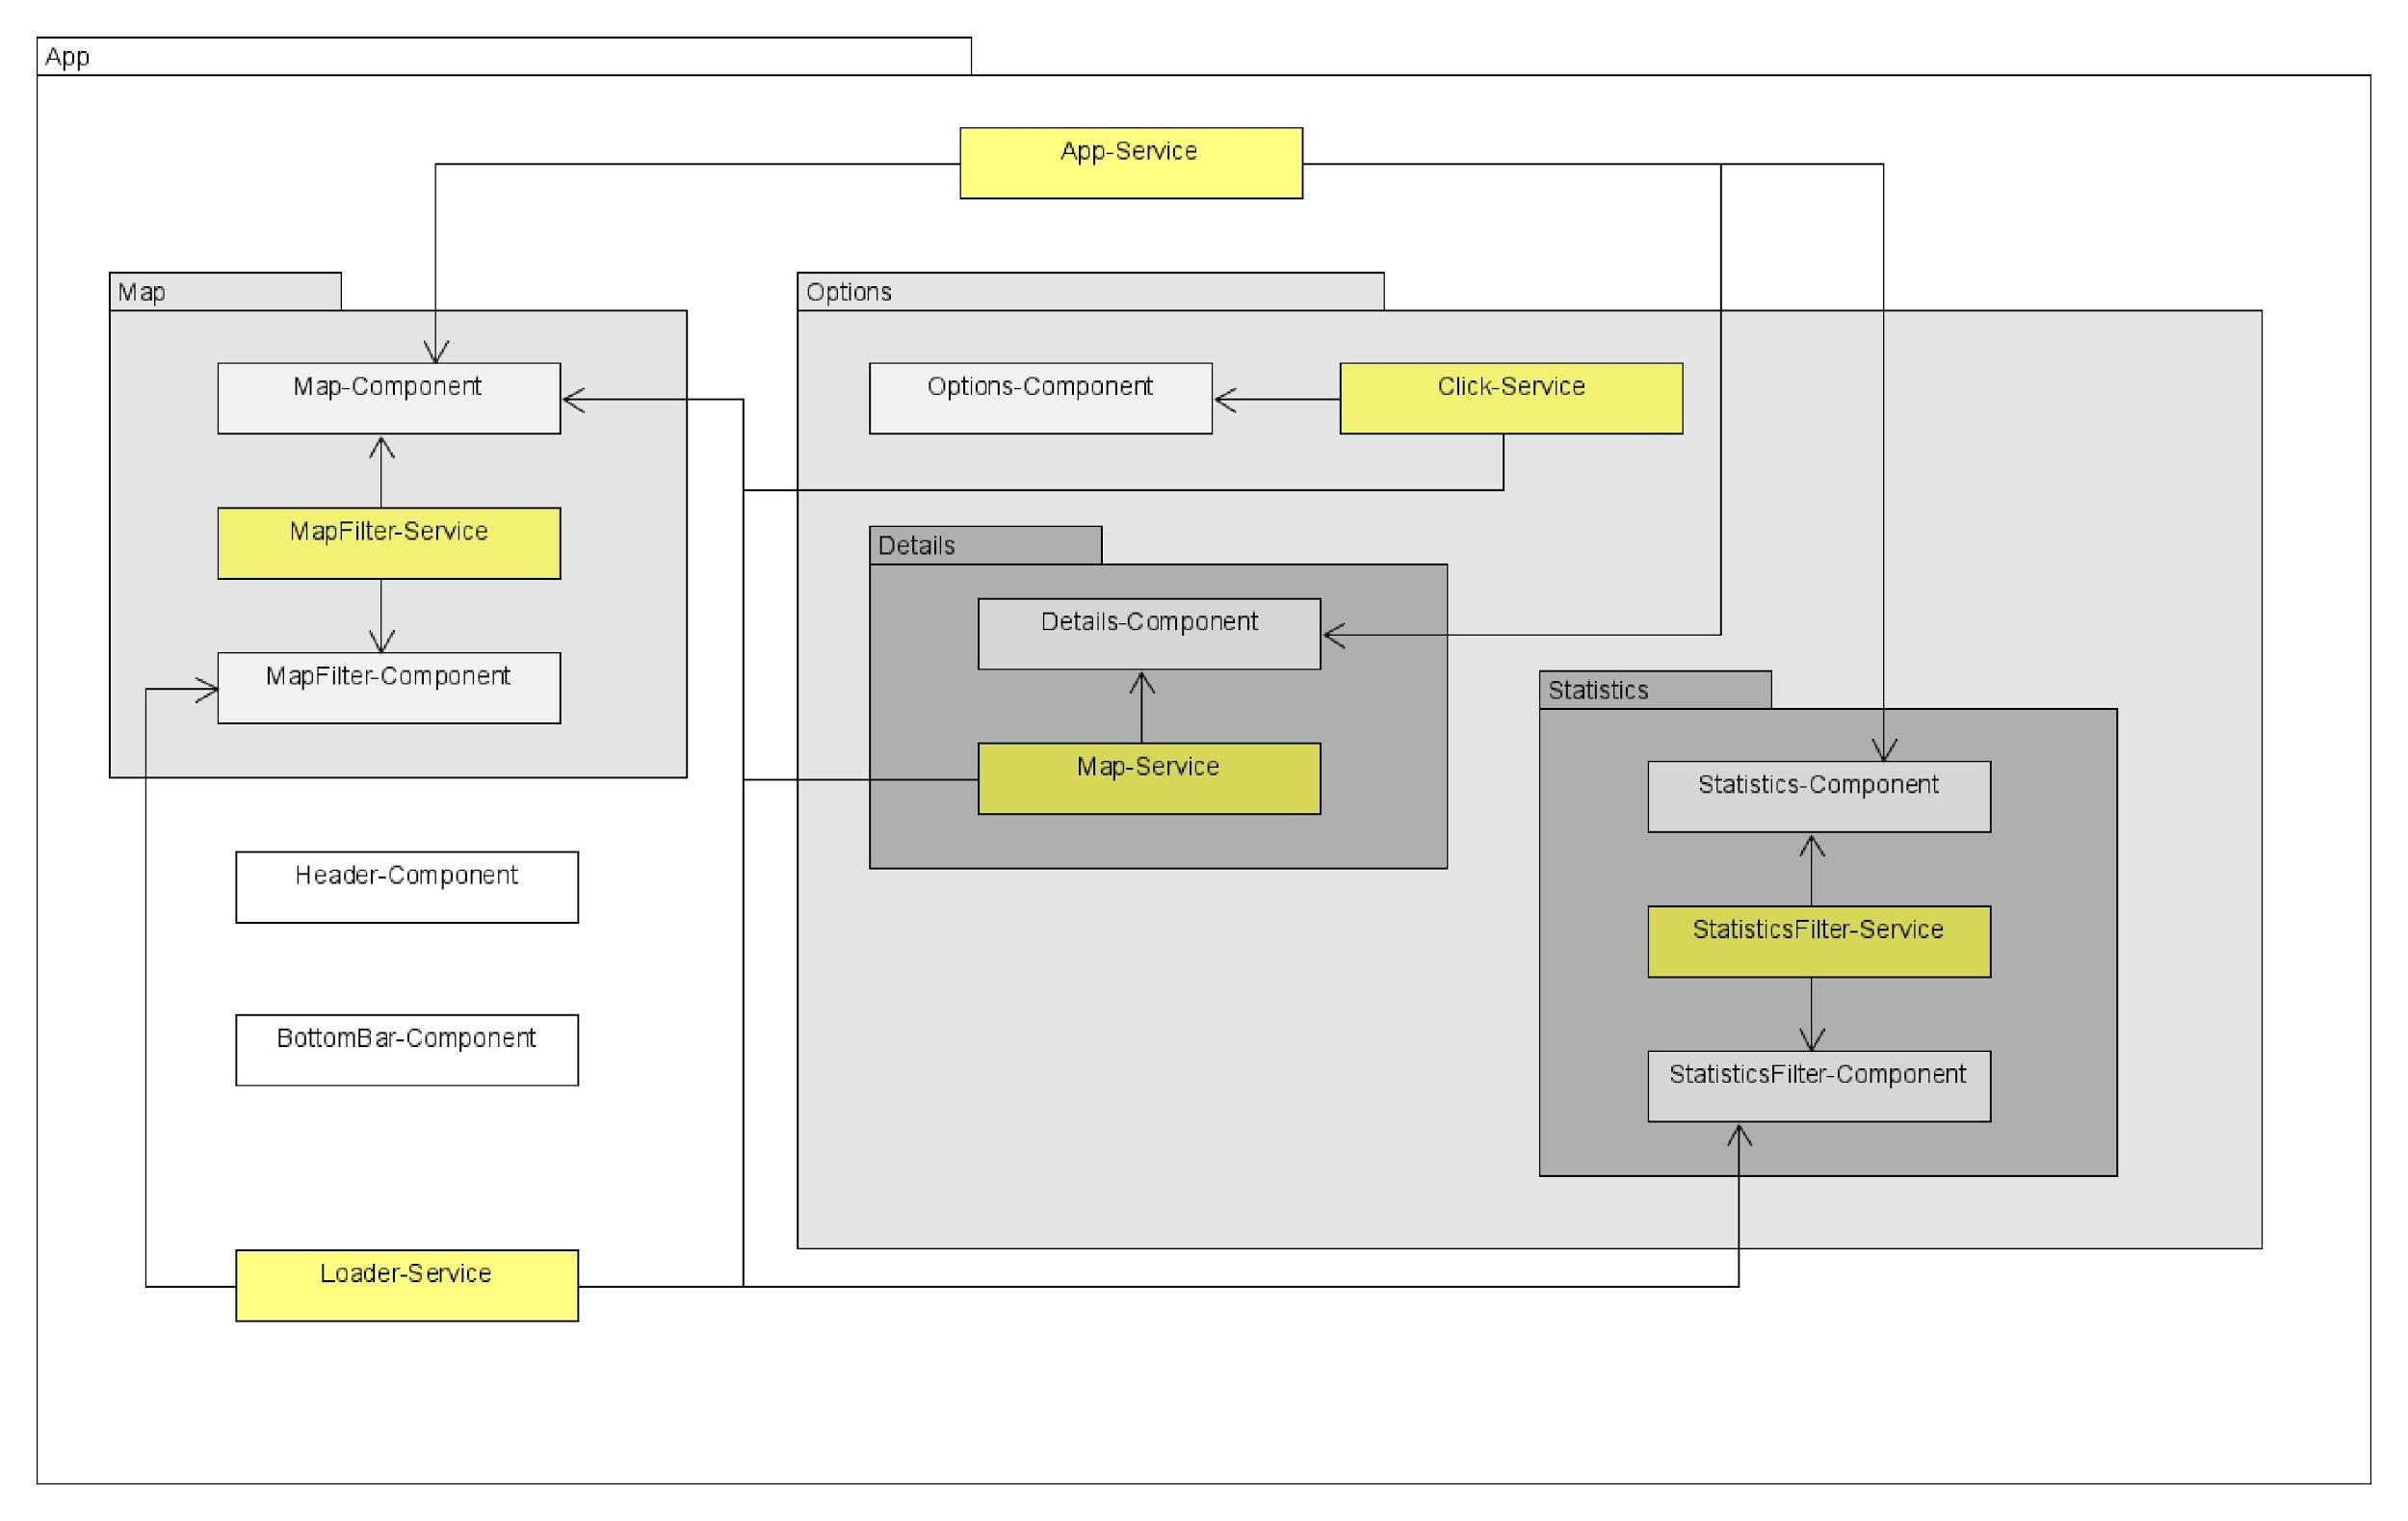 App
App-Service
Map
Options
Map-Component
Options-Component
Click-Service
MapFilter-Service
Details
Details-Component
MapFilter-Component
Statistics
Map-Service
Statistics-Component
Header-Component
StatisticsFilter-Service
BottomBar-Component
StatisticsFilter-Component
Loader-Service